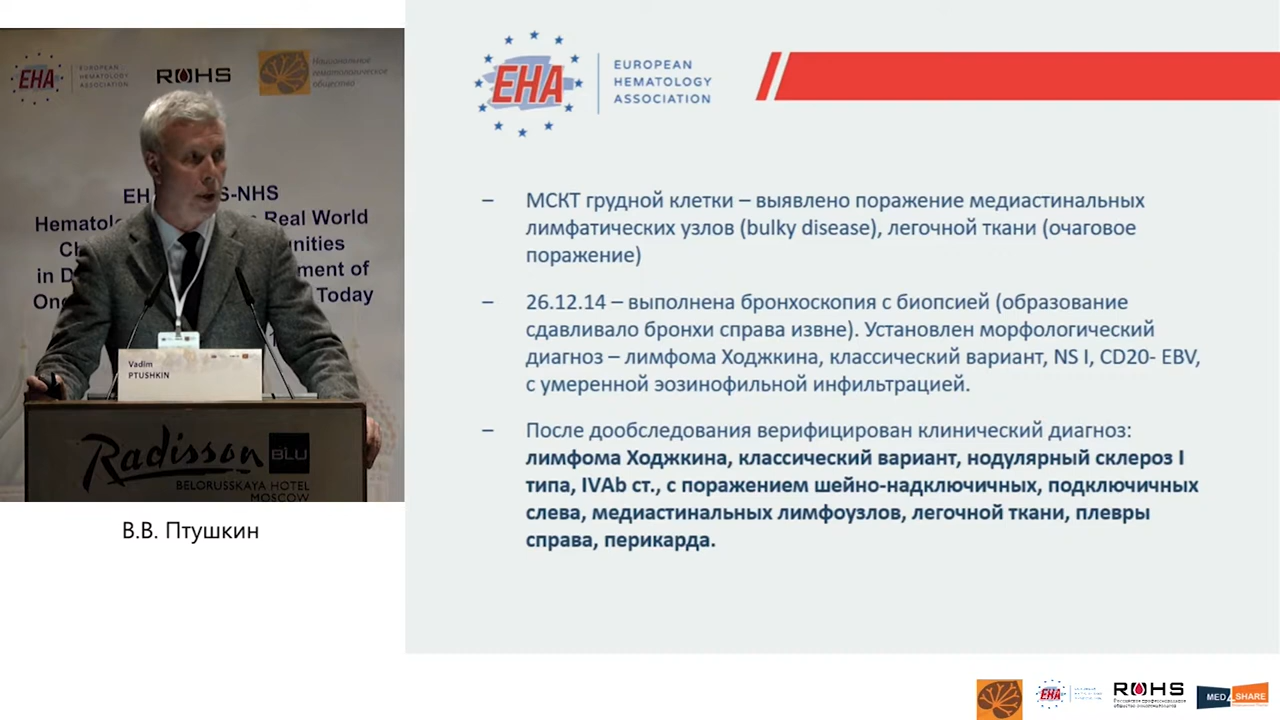 EHA
EUROPEAN
HEMATOLOGY
ASSOCIATION
ROHS
Национальное
гематологическое
общество
EH S-NHS
Hematolo Real World
Ch unities
in D ment of
On Today
Vadim
PTUSHKIN
Radisson
BLU
BELORUSSKAYA HOTEL
MOSCOW
В.В. Птушкин
EHA
EUROPEAN
HEMATOLOGY
ASSOCIATION
– МСКТ грудной клетки – выявлено поражение медиастинальных
лимфатических узлов (bulky disease), легочной ткани (очаговое
поражение)
– 26.12.14 – выполнена бронхоскопия с биопсией (образование
сдавливало бронхи справа извне). Установлен морфологический
диагноз – лимфома Ходжкина, классический вариант, NS I, CD20- EBV,
с умеренной эозинофильной инфильтрацией.
– После дообследования верифицирован клинический диагноз:
лимфома Ходжкина, классический вариант, нодулярный склероз I
типа, IVAb ст., с поражением шейно-надключичных, подключичных
слева, медиастинальных лимфоузлов, легочной ткани, плевры
справа, перикарда.
EHA
ROHS
MED
SHARE